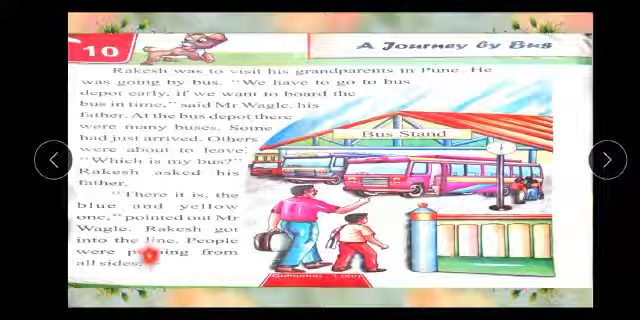 10
A Journey by Bus
Rakesh was to visit his grandparents in Pune. He
was going by bus. "We have to go to bus
depot early, if we want to board the
bus in time," said Mr Wagle, his
father. At the bus depot there
were many buses. Some
had just arrived. Others
were about to leave.
"Which is my bus?"
Rakesh asked his
father.
"There it is, the
blue and yellow
one," pointed out Mr
Wagle. Rakesh got
into the line. People
were pushing from
all sides.
Bus Stand